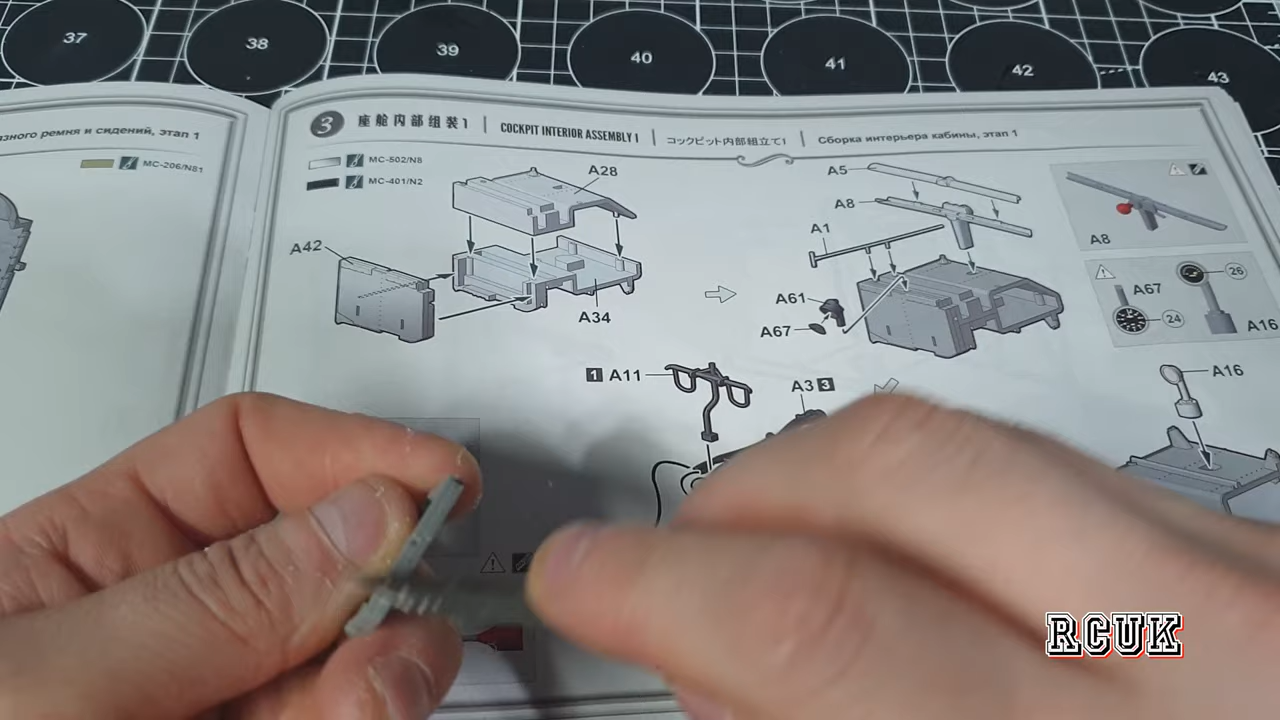 37
38
39
40
41
42
43
зного ремня и сидений, этап 1
MC-206/N81
3 座舱内部组装1 | COCKPIT INTERIOR ASSEMBLY 1 | コックピット内部組立て1 | Сборка интерьера кабины, этап 1
MC-502/N8
MC-401/N2
A28
A42
A34
A5
A8
A1
A61
A67
A8
A67
26
24
A16
1 A11
A3 3
A16
RCUK